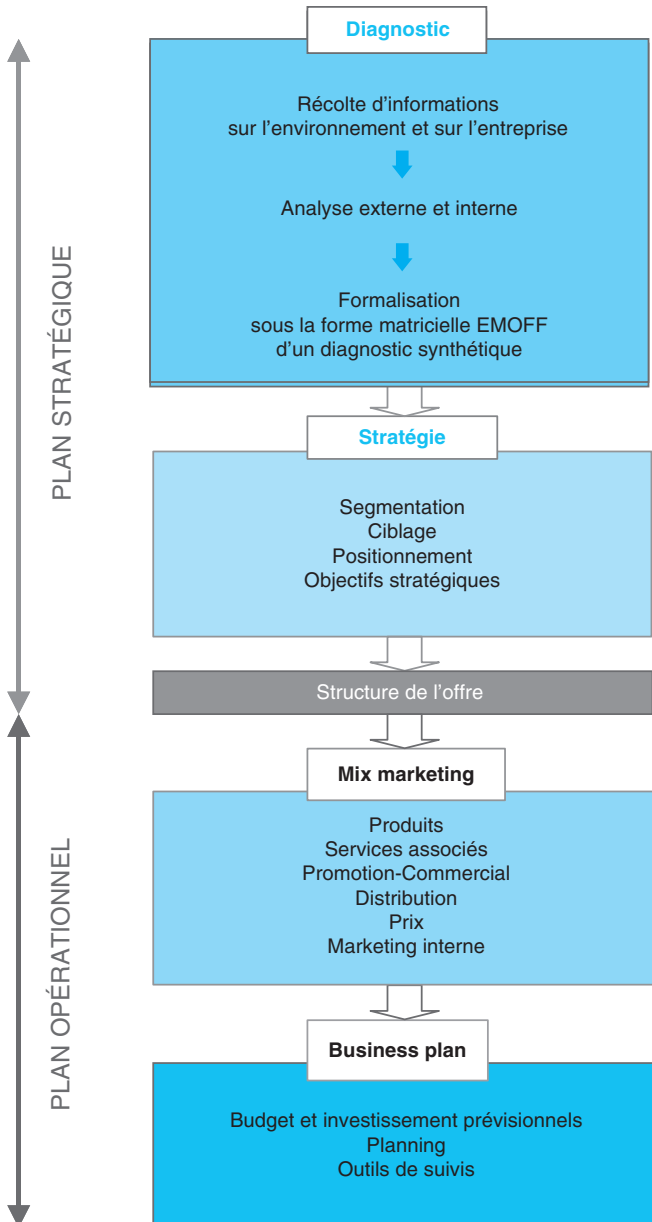 Diagnostic
Récolte d'informations
sur l'environnement et sur l'entreprise
Analyse externe et interne
Formalisation
sous la forme matricielle EMOFF
d'un diagnostic synthétique
PLAN STRATÉGIQUE
Stratégie
Segmentation
Ciblage
Positionnement
Objectifs stratégiques
Structure de l'offre
Mix marketing
Produits
Services associés
Promotion-Commercial
Distribution
Prix
Marketing interne
PLAN OPÉRATIONNEL
Business plan
Budget et investissement prévisionnels
Planning
Outils de suivis